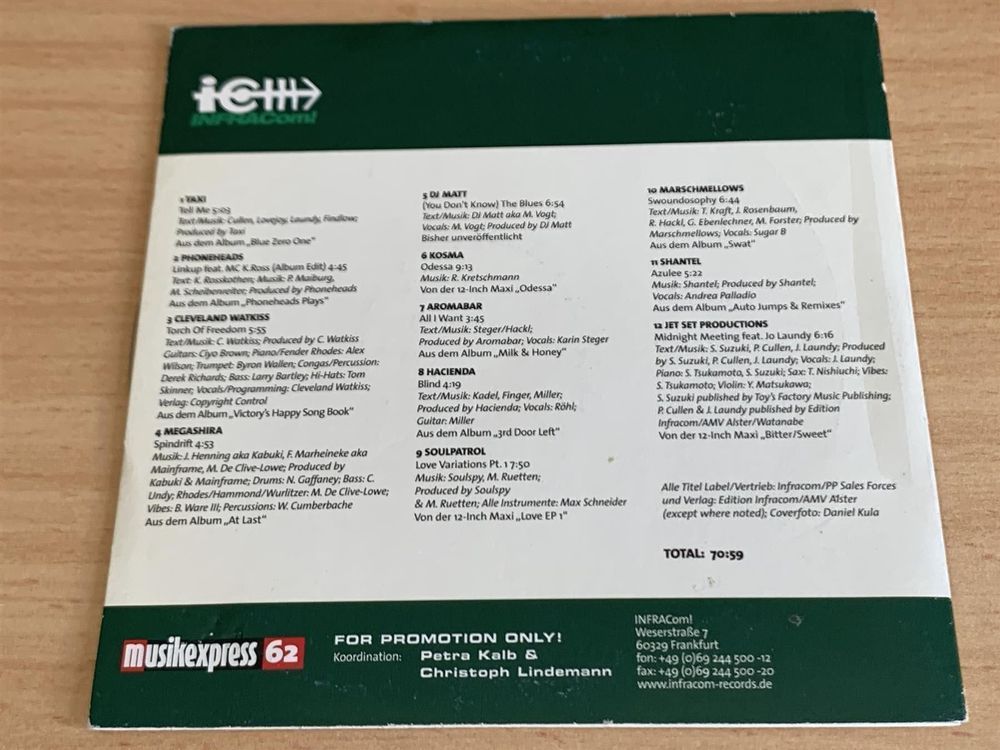 iC
INFRACom!
1 TAXI
Tell Me 5:03
Text/Musik: Cullen, Lovejoy, Laundy, Findlow;
Produced by Taxi
Aus dem Album „Blue Zero One"
2 PHONEHEADS
Linkup feat. MC K.Ross (Album Edit) 4:45
Text: K. Rosskothen; Musik: P. Maiburg,
M. Scheibenreiter; Produced by Phoneheads
Aus dem Album „Phoneheads Plays"
3 CLEVELAND WATKISS
Torch Of Freedom 5:55
Text/Musik: C. Watkiss; Produced by C. Watkiss
Guitars: Ciyo Brown; Piano/Fender Rhodes: Alex
Wilson; Trumpet: Byron Wallen; Congas/Percussion:
Derek Richards; Bass: Larry Bartley; Hi-Hats: Tom
Skinner; Vocals/Programming: Cleveland Watkiss;
Verlag: Copyright Control
Aus dem Album „Victory's Happy Song Book"
4 MEGASHIRA
Spindrift 4:53
Musik: J. Henning aka Kabuki, F. Marheineke aka
Mainframe, M. De Clive-Lowe; Produced by
Kabuki & Mainframe; Drums: N. Gaffaney; Bass: C.
Undy; Rhodes/Hammond/Wurlitzer: M. De Clive-Lowe;
Vibes: B. Ware III; Percussions: W. Cumberbache
Aus dem Album „At Last"
5 DJ MATT
(You Don't Know) The Blues 6:54
Text/Musik: DJ Matt aka M. Vogt;
Vocals: M. Vogt; Produced by DJ Matt
Bisher unveröffentlicht
6 KOSMA
Odessa 9:13
Musik: R. Kretschmann
Von der 12-Inch Maxi „Odessa"
7 AROMABAR
All I Want 3:45
Text/Musik: Steger/Hackl;
Produced by Aromabar; Vocals: Karin Steger
Aus dem Album „Milk & Honey"
8 HACIENDA
Blind 4:19
Text/Musik: Kadel, Finger, Miller;
Produced by Hacienda; Vocals: Röhl;
Guitar: Miller
Aus dem Album „3rd Door Left"
9 SOULPATROL
Love Variations Pt. 1 7:50
Musik: Soulspy, M. Ruetten;
Produced by Soulspy
& M. Ruetten; Alle Instrumente: Max Schneider
Von der 12-Inch Maxi „Love EP 1"
10 MARSCHMELLOWS
Swoundosophy 6:44
Text/Musik: T. Kraft, J. Rosenbaum,
R. Hackl, G. Ebenlechner, M. Forster; Produced by
Marschmellows; Vocals: Sugar B
Aus dem Album „Swat"
11 SHANTEL
Azulee 5:22
Musik: Shantel; Produced by Shantel;
Vocals: Andrea Palladio
Aus dem Album „Auto Jumps & Remixes"
12 JET SET PRODUCTIONS
Midnight Meeting feat. Jo Laundy 6:16
Text/Musik: S. Suzuki, P. Cullen, J. Laundy; Produced
by S. Suzuki, P. Cullen, J. Laundy; Vocals: J. Laundy;
Piano: S. Tsukamoto, S. Suzuki; Sax: T. Nishiuchi; Vibes:
S. Tsukamoto; Violin: Y. Matsukawa;
S. Suzuki published by Toy's Factory Music Publishing;
P. Cullen & J. Laundy published by Edition
Infracom/AMV Alster/Watanabe
Von der 12-Inch Maxi „Bitter/Sweet"
Alle Titel Label/Vertrieb: Infracom/PP Sales Forces
und Verlag: Edition Infracom/AMV Alster
(except where noted); Coverfoto: Daniel Kula
TOTAL: 70:59
musikexpress 62
FOR PROMOTION ONLY!
Koordination: Petra Kalb &
Christoph Lindemann
INFRACom!
Weserstraße 7
60329 Frankfurt
fon: +49 (0)69 244 500 -12
fax: +49 (0)69 244 500 -20
www.infracom-records.de